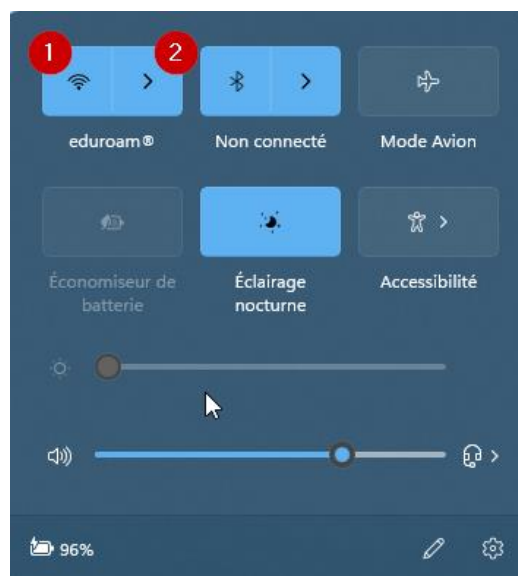 1 2
eduroam®
Non connecté
Mode Avion
Économiseur de
batterie
Éclairage
nocturne
Accessibilité
96%